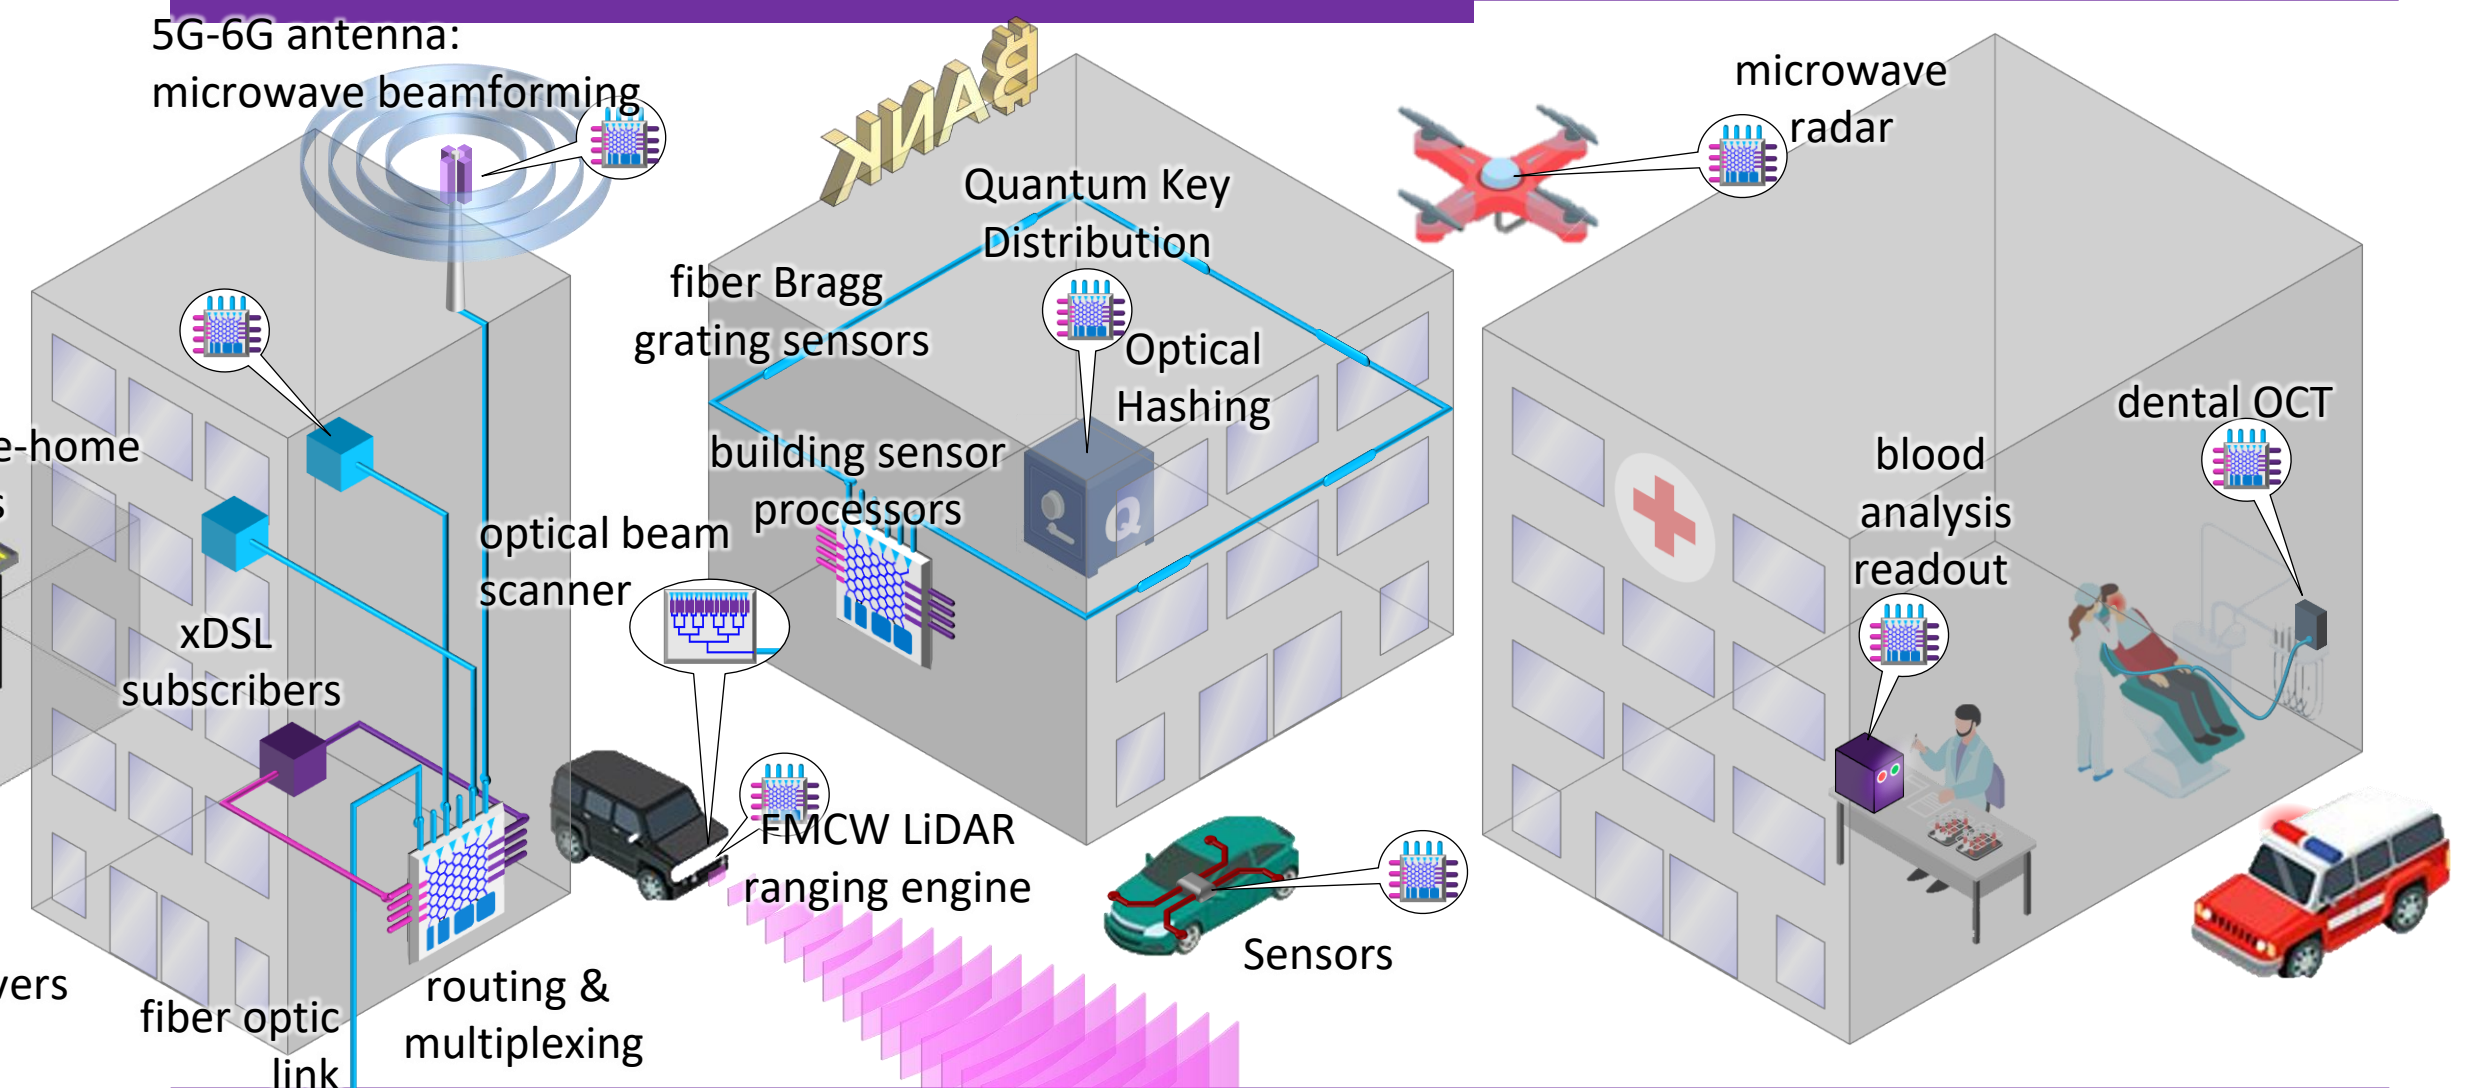 5G-6G antenna:
microwave beamforming
BANK
microwave
radar
Quantum Key
Distribution
fiber Bragg
grating sensors
Optical
Hashing
dental OCT
e-home
s
building sensor
processors
blood
analysis
readout
optical beam
scanner
Q
xDSL
subscribers
FMCW LiDAR
ranging engine
Sensors
yers
routing &
multiplexing
fiber optic
link